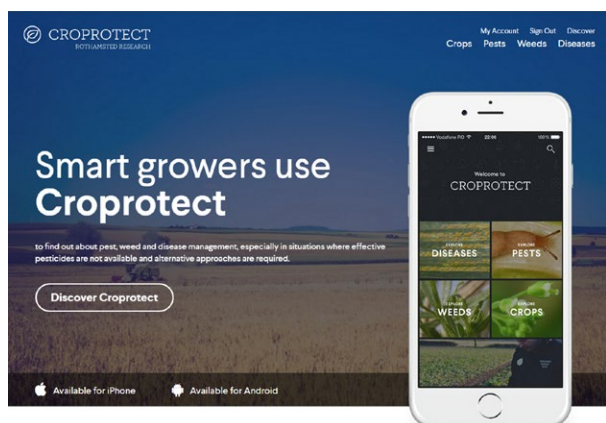 CROPROTECT
ROTHAMSTED RESEARCH
My Account Sign Out Discover
Crops Pests Weeds Diseases
Smart growers use
Croprotect
to find out about pest, weed and disease management, especially in situations where effective
pesticides are not available and alternative approaches are required.
Discover Croprotect
Available for iPhone
Available for Android
22:56
100%
Welcome to
CROPROTECT
EXPLORE
DISEASES
EXPLORE
PESTS
EXPLORE
WEEDS
EXPLORE
CROPS